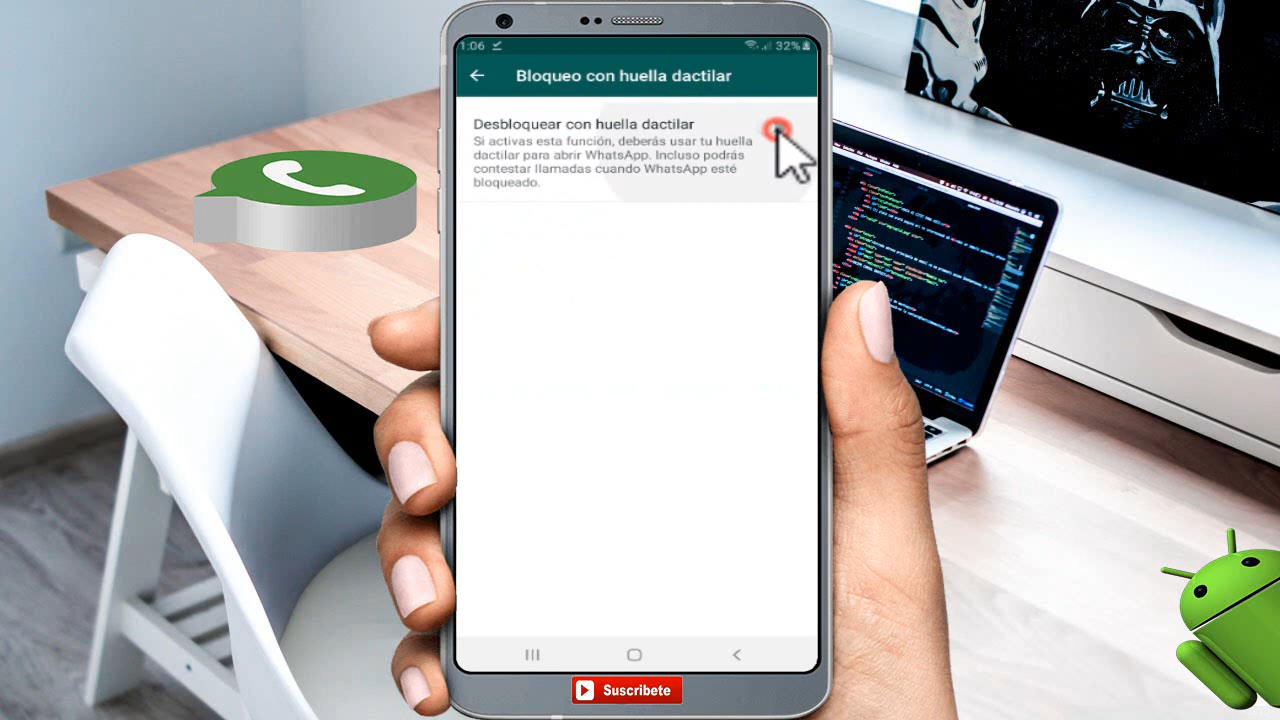 1:06
32%
Bloqueo con huella dactilar
Desbloquear con huella dactilar
Si activas esta función, deberás usar tu huella
dactilar para abrir WhatsApp. Incluso podrás
contestar llamadas cuando WhatsApp esté
bloqueado.
Suscribete